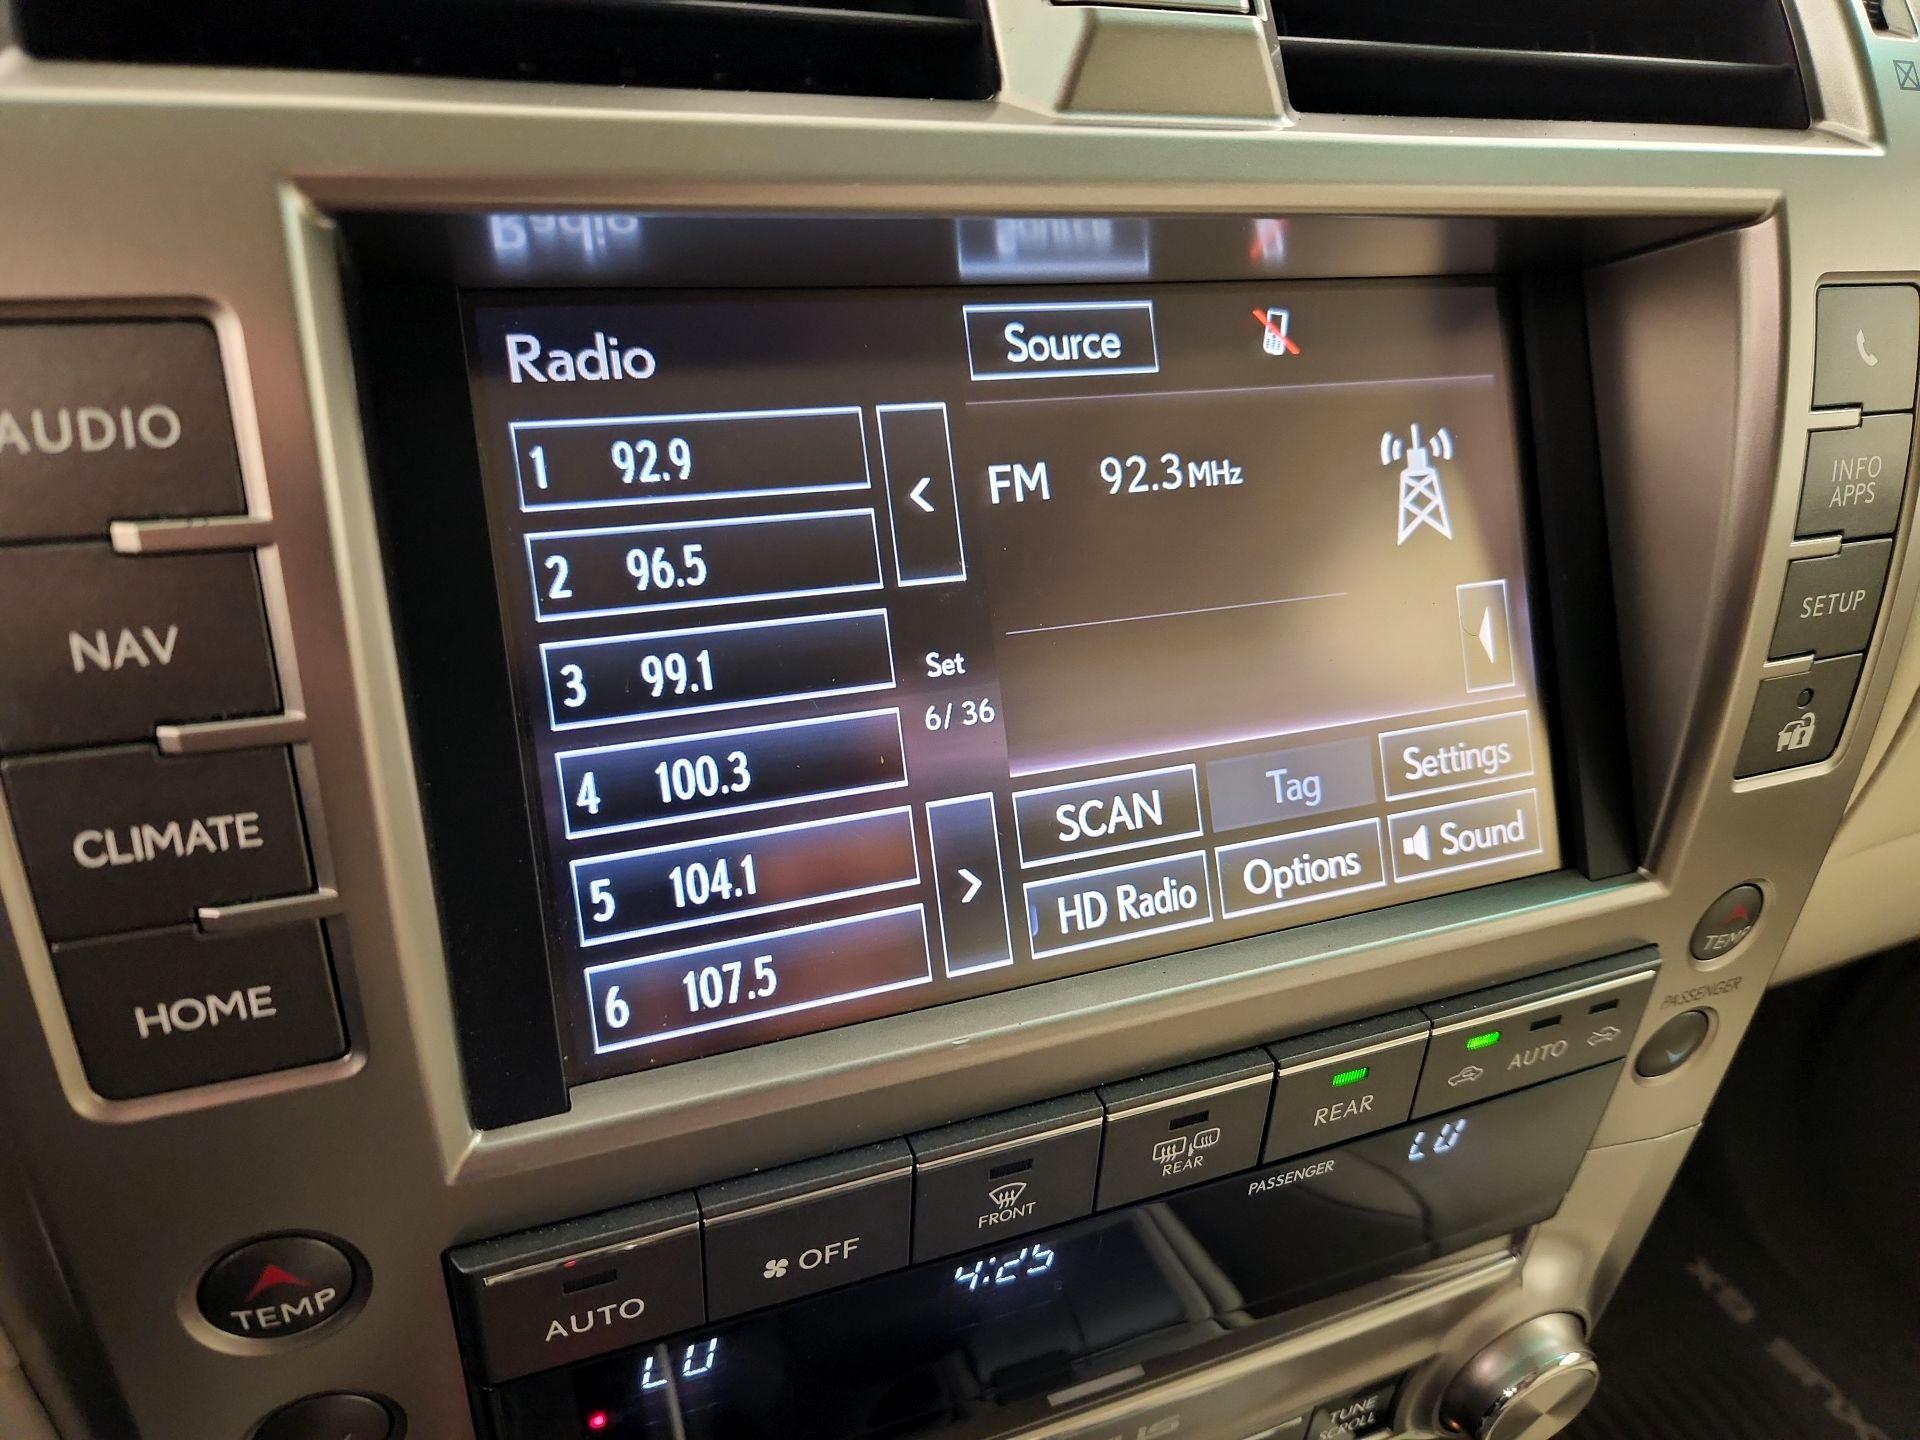 Radio
Source
1 92.9
2 96.5
3 99.1
4 100.3
5 104.1
6 107.5
<
Set
6/ 36
>
FM 92.3 MHz
SCAN
Tag
Settings
HD Radio
Options
Sound
AUDIO
NAV
CLIMATE
HOME
INFO
APPS
SETUP
TEMP
PASSENGER
AUTO
OFF
FRONT
REAR
REAR
AUTO
TEMP
PASSENGER
LO
4:25
LO
TUNE
SCROLL